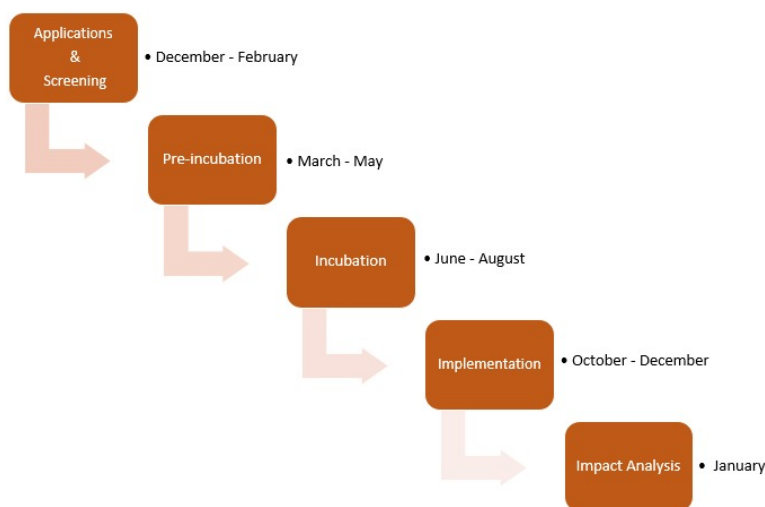 Applications
&
Screening
• December - February
Pre-incubation
• March - May
Incubation
• June - August
Implementation
• October - December
Impact Analysis
• January